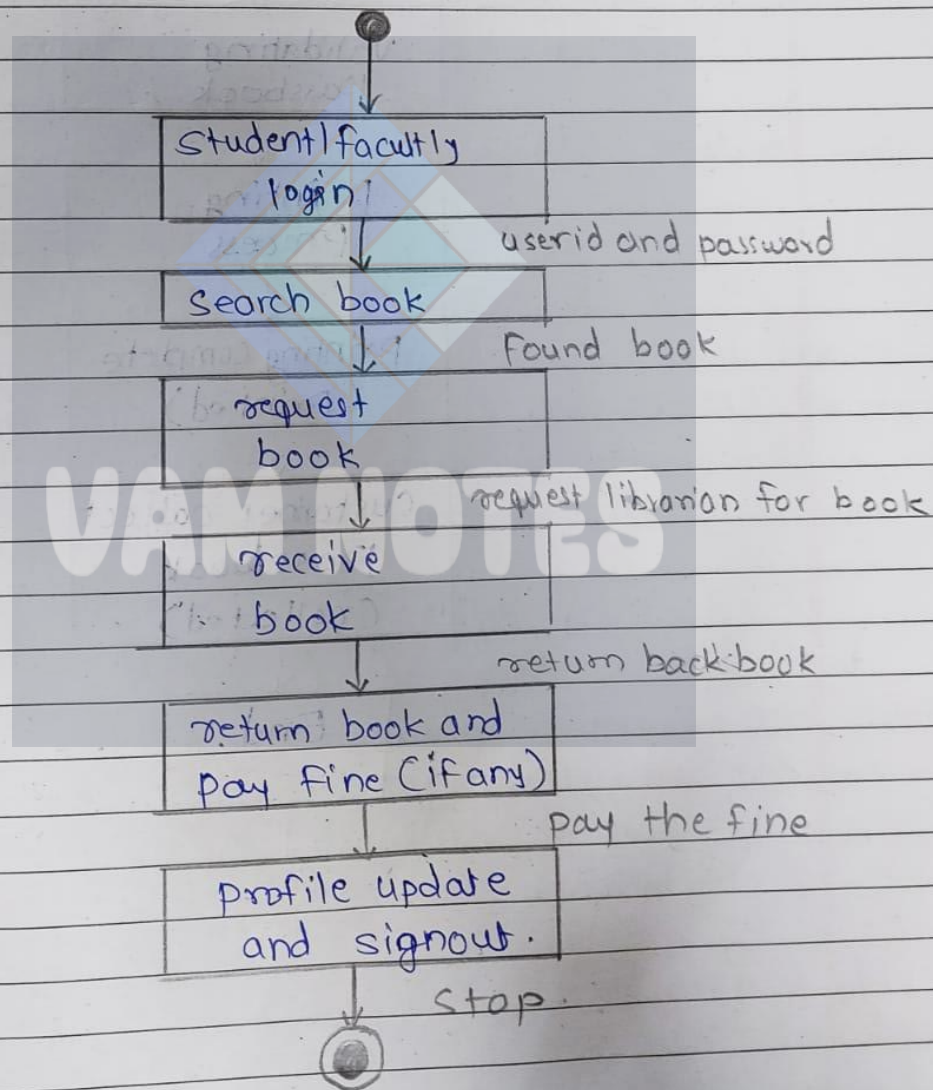 student/facultly
login
userid and password
search book
Found book
request
book
request librarian for book
receive
book
return back book
return book and
pay fine (if any)
pay the fine
profile update
and signout.
Stop.
VAM NOTES